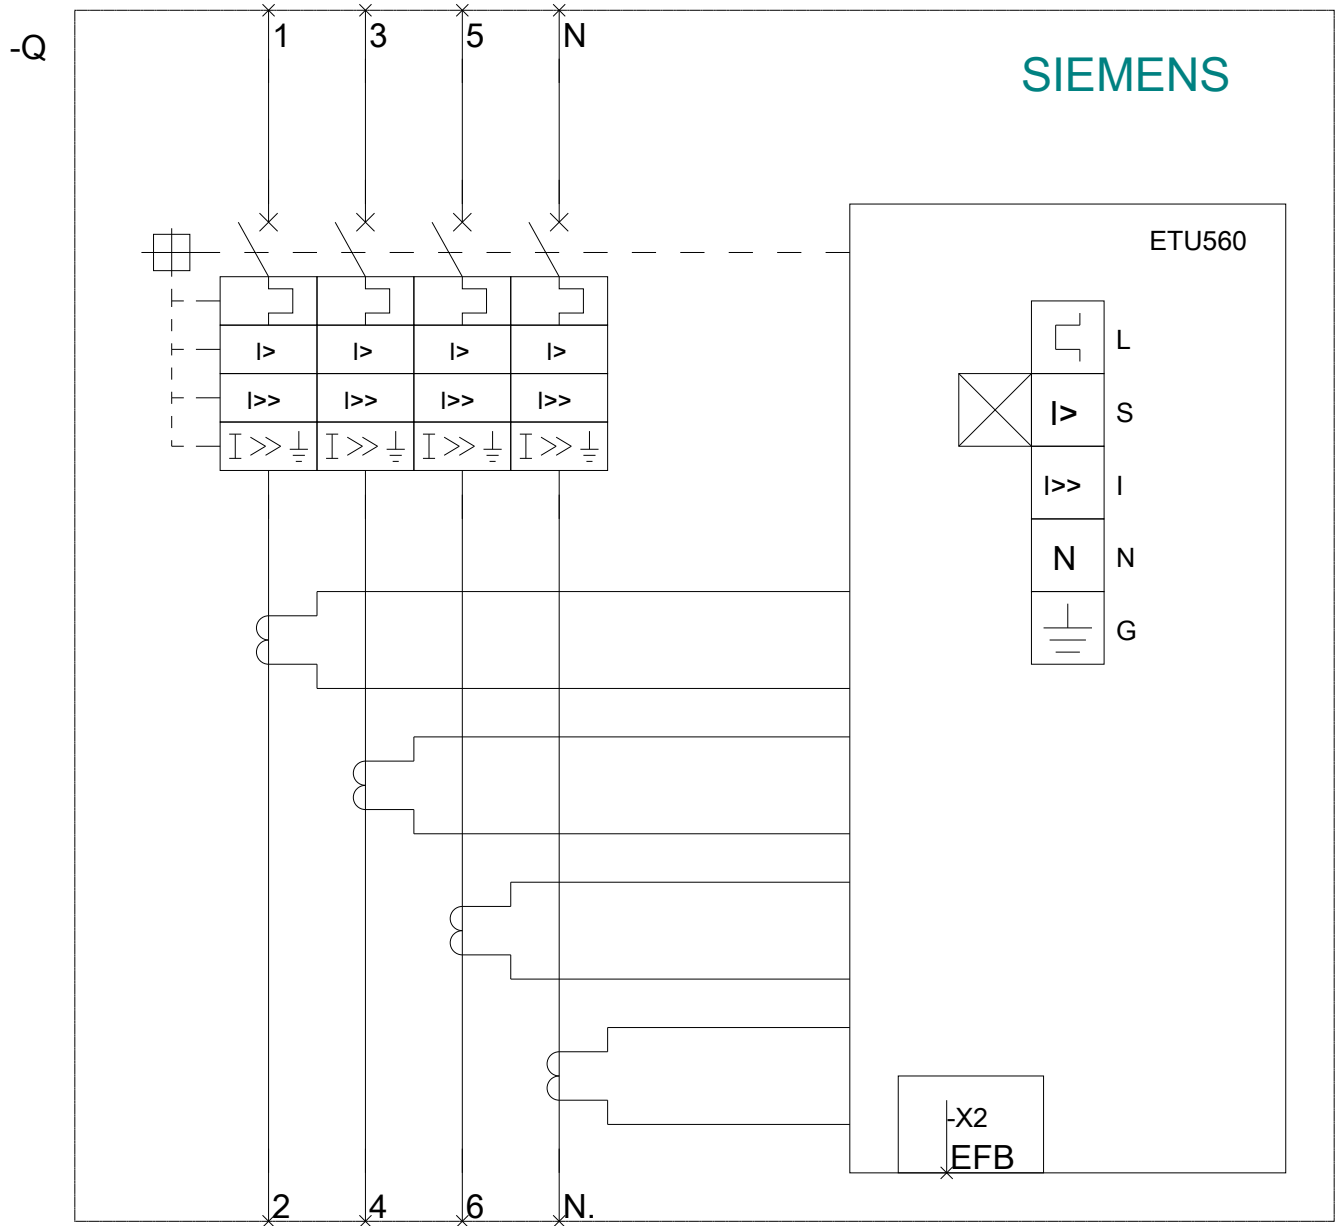 1 3 5 N
-Q
SIEMENS
ETU560
L
I> I> I> I> 
I>> I>> I>> I>>
I> S
I >> I >> I >> I >>
I>> I
N N
G
-X2
EFB
2 4 6 N.